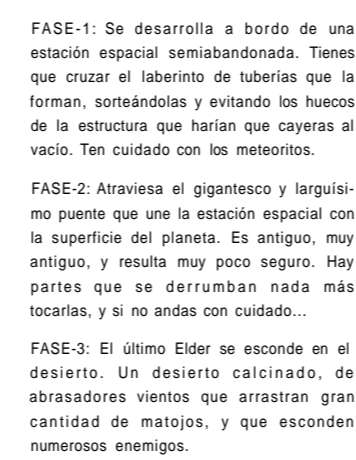 FASE-1: Se desarrolla a bordo de una
estación espacial semiabandonada. Tienes
que cruzar el laberinto de tuberías que la
forman, sorteándolas y evitando los huecos
de la estructura que harían que cayeras al
vacío. Ten cuidado con los meteoritos.
FASE-2: Atraviesa el gigantesco y larguísi-
mo puente que une la estación espacial con
la superficie del planeta. Es antiguo, muy
antiguo, y resulta muy poco seguro. Hay
partes que se derrumban nada más
tocarlas, y si no andas con cuidado...
FASE-3: El último Elder se esconde en el
desierto. Un desierto calcinado, de
abrasadores vientos que arrastran gran
cantidad de matojos, y que esconden
numerosos enemigos.